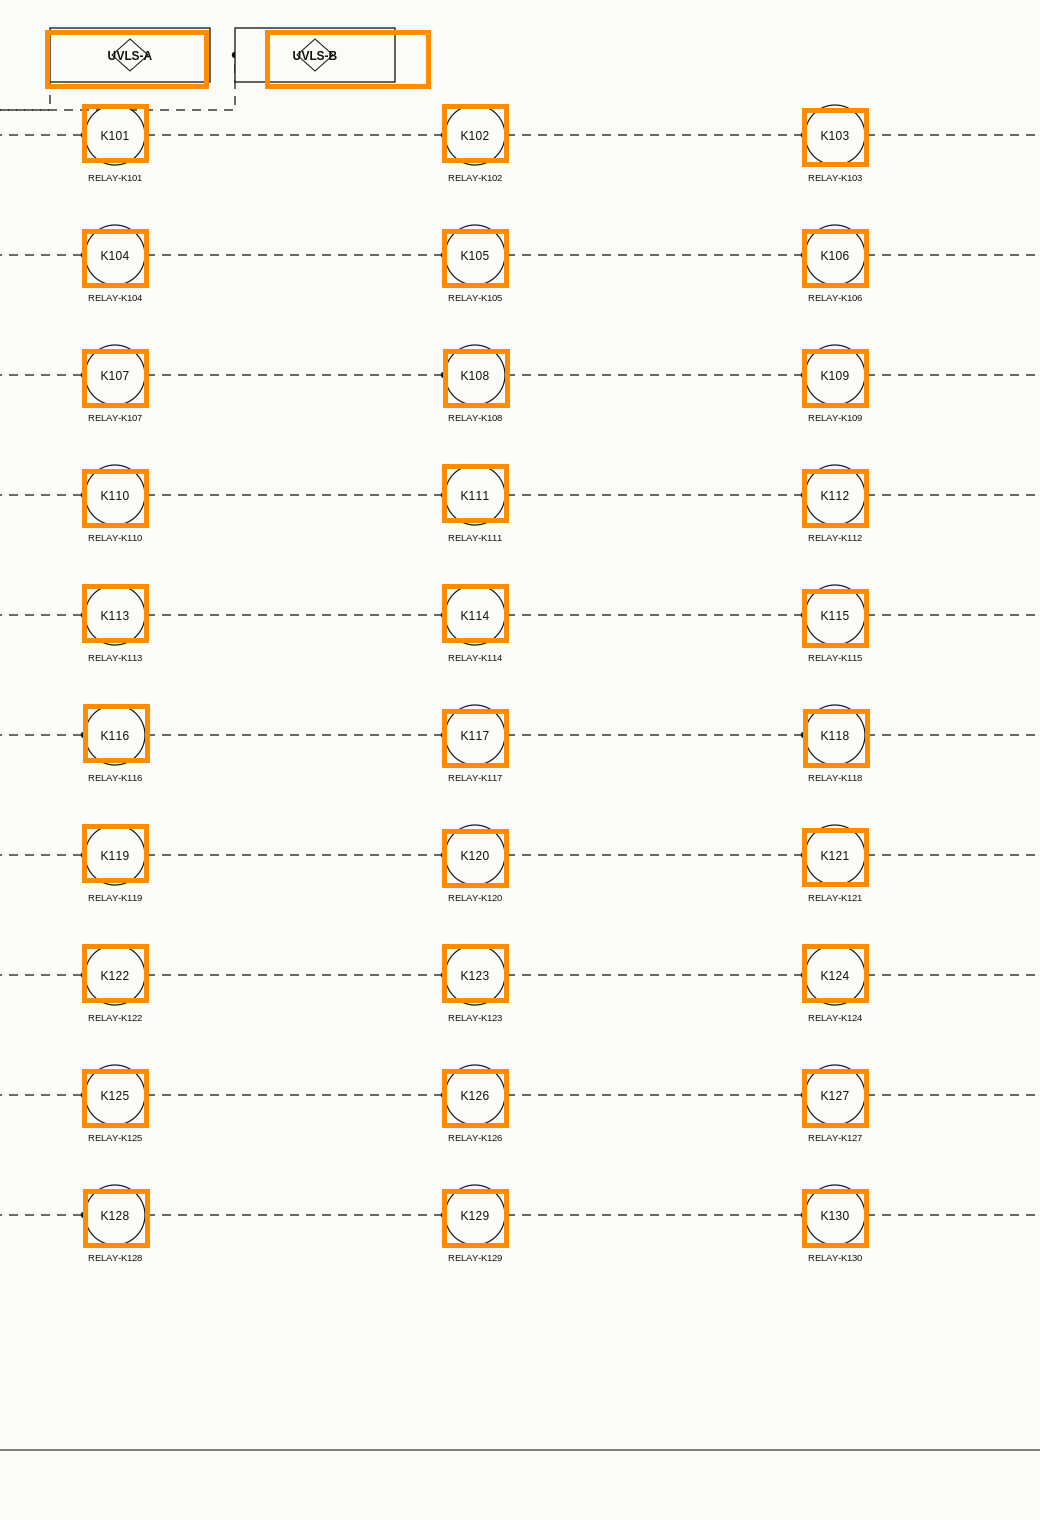 UVLS-A UVLS-B
K101 K102 K103
RELAY-K101 RELAY-K102 RELAY-K103
K104 K105 K106
RELAY-K104 RELAY-K105 RELAY-K106
K107 K108 K109
RELAY-K107 RELAY-K108 RELAY-K109
K110 K111 K112
RELAY-K110 RELAY-K111 RELAY-K112
K113 K114 K115
RELAY-K113 RELAY-K114 RELAY-K115
K116 K117 K118
RELAY-K116 RELAY-K117 RELAY-K118
K119 K120 K121
RELAY-K119 RELAY-K120 RELAY-K121
K122 K123 K124
RELAY-K122 RELAY-K123 RELAY-K124
K125 K126 K127
RELAY-K125 RELAY-K126 RELAY-K127
K128 K129 K130
RELAY-K128 RELAY-K129 RELAY-K130